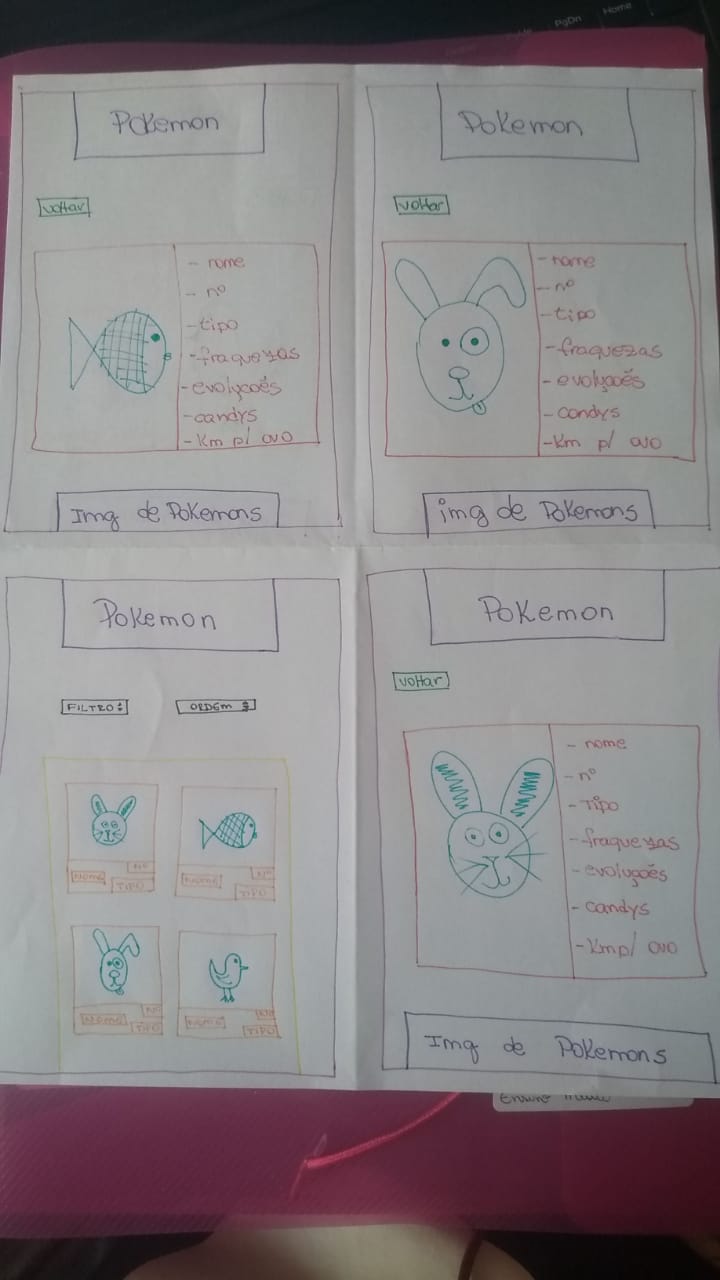 PgDn
Home
Pokemon
voltar
- nome
- nº
- tipo
- fraquezas
- evoluções
- candys
- Km p/ ovo
Img de Pokemons
Pokemon
voltar
- nome
- nº
- tipo
- fraquezas
- evoluções
- candys
- Km p/ ovo
img de Pokemons
Pokemon
FILTRO
ORDEM
Nº
Nome
TIPO
Nº
Nome
TIPO
Nº
Nome
TIPO
Nº
Nome
TIPO
Pokemon
voltar
- nome
- nº
- Tipo
- fraquezas
- evoluções
- candys
- Km p/ ovo
Img de Pokemons